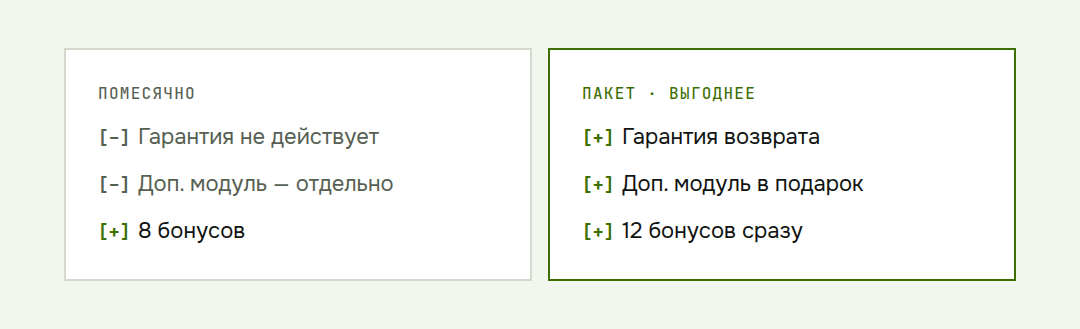 ПОМЕСЯЧНО
[–] Гарантия не действует
[–] Доп. модуль — отдельно
[+] 8 бонусов
ПАКЕТ · ВЫГОДНЕЕ
[+] Гарантия возврата
[+] Доп. модуль в подарок
[+] 12 бонусов сразу